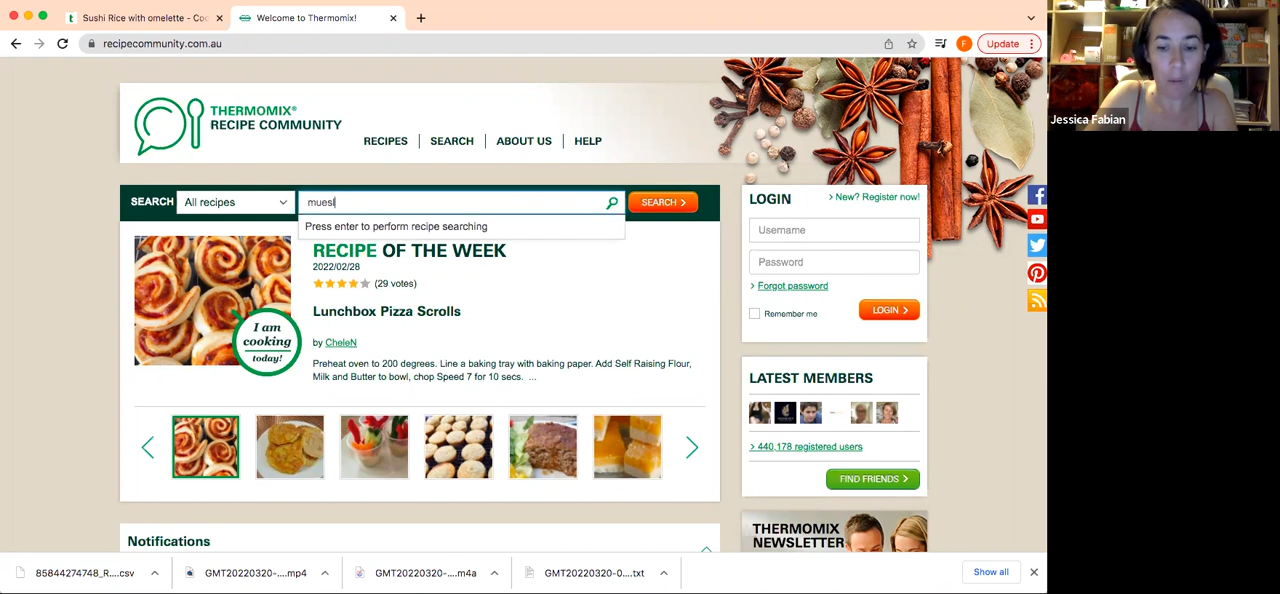 Sushi Rice with omelette - Coo
Welcome to Thermomix!
recipecommunity.com.au
F
Update
Jessica Fabian
THERMOMIX®
RECIPE COMMUNITY
RECIPES
SEARCH
ABOUT US
HELP
SEARCH
All recipes
muesl
SEARCH
Press enter to perform recipe searching
RECIPE OF THE WEEK
2022/02/28
(29 votes)
Lunchbox Pizza Scrolls
I am
cooking
today!
by CheleN
Preheat oven to 200 degrees. Line a baking tray with baking paper. Add Self Raising Flour,
Milk and Butter to bowl, chop Speed 7 for 10 secs. ...
Notifications
LOGIN
> New? Register now!
Username
Password
> Forgot password
Remember me
LOGIN
LATEST MEMBERS
> 440,178 registered users
FIND FRIENDS
THERMOMIX
NEWSLETTER
85844274748_R....csv
GMT20220320-....mp4
GMT20220320-....m4a
GMT20220320-0....txt
Show all